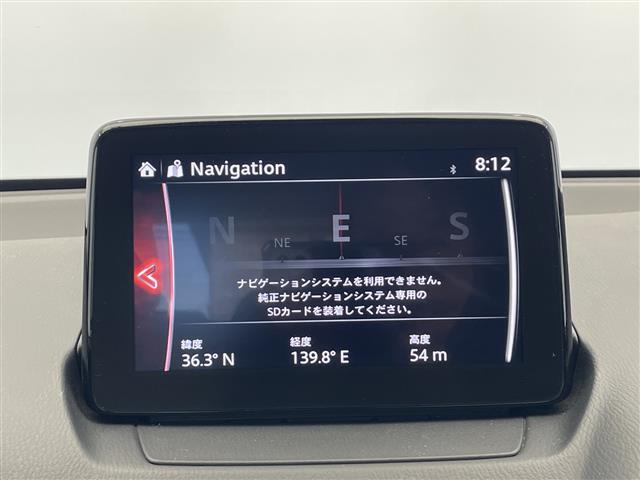 Navigation 8:12
N NE E SE S
ナビゲーションシステムを利用できません。
純正ナビゲーションシステム専用の
SDカードを装着してください。
緯度 経度 高度
36.3° N 139.8° E 54 m